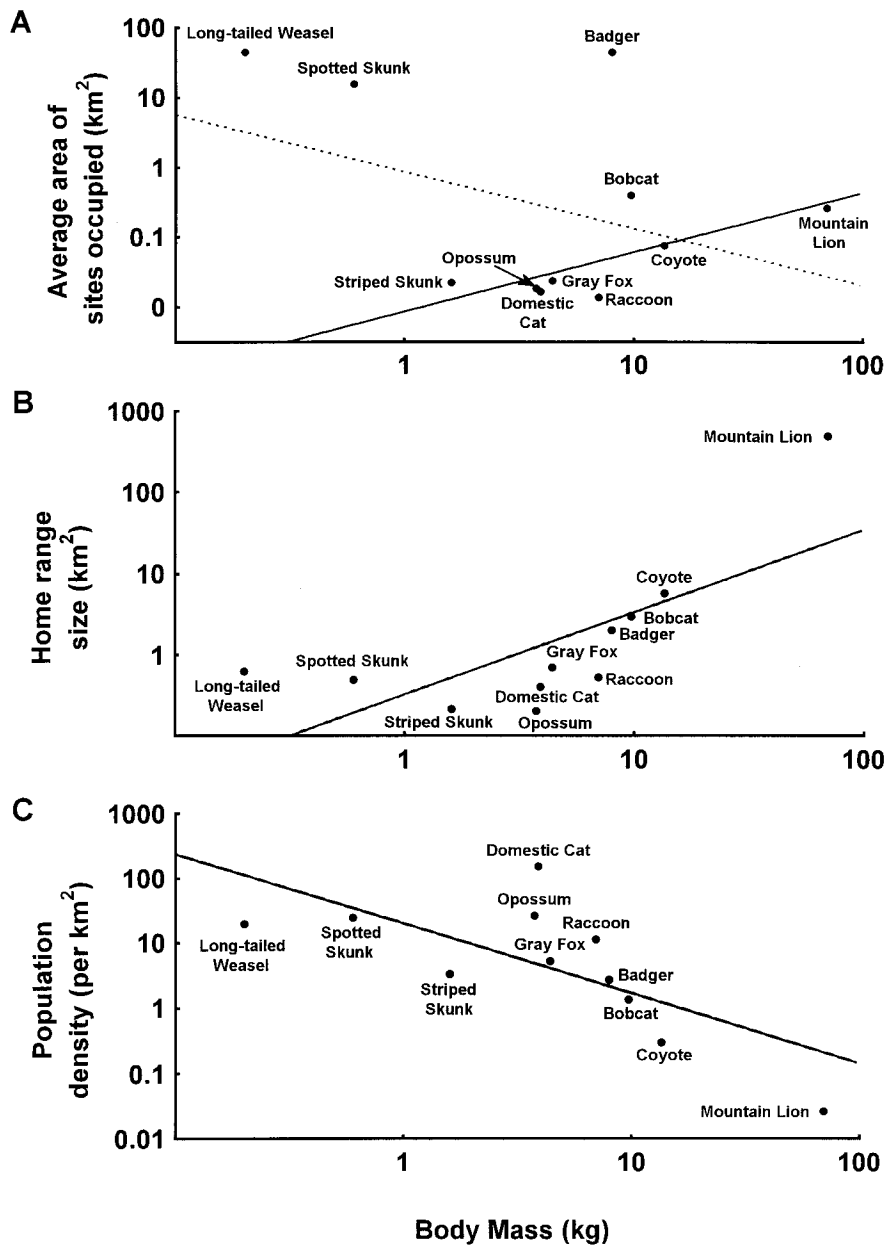 A
Average area of
sites occupied (km²)
100
10
1
0.1
0
Long-tailed Weasel
Spotted Skunk
Badger
Bobcat
Mountain
Lion
Coyote
Opossum
Striped Skunk
Gray Fox
Domestic
Cat
Raccoon
1
10
100
B
Home range
size (km²)
1000
100
10
1
Mountain Lion
Coyote
Bobcat
Badger
Gray Fox
Raccoon
Spotted Skunk
Long-tailed
Weasel
Domestic Cat
Striped Skunk
Opossum
1
10
100
C
Population
density (per km²)
1000
100
10
1
0.1
0.01
Domestic Cat
Opossum
Raccoon
Gray Fox
Badger
Long-tailed
Weasel
Spotted
Skunk
Striped
Skunk
Bobcat
Coyote
Mountain Lion
1
10
100
Body Mass (kg)